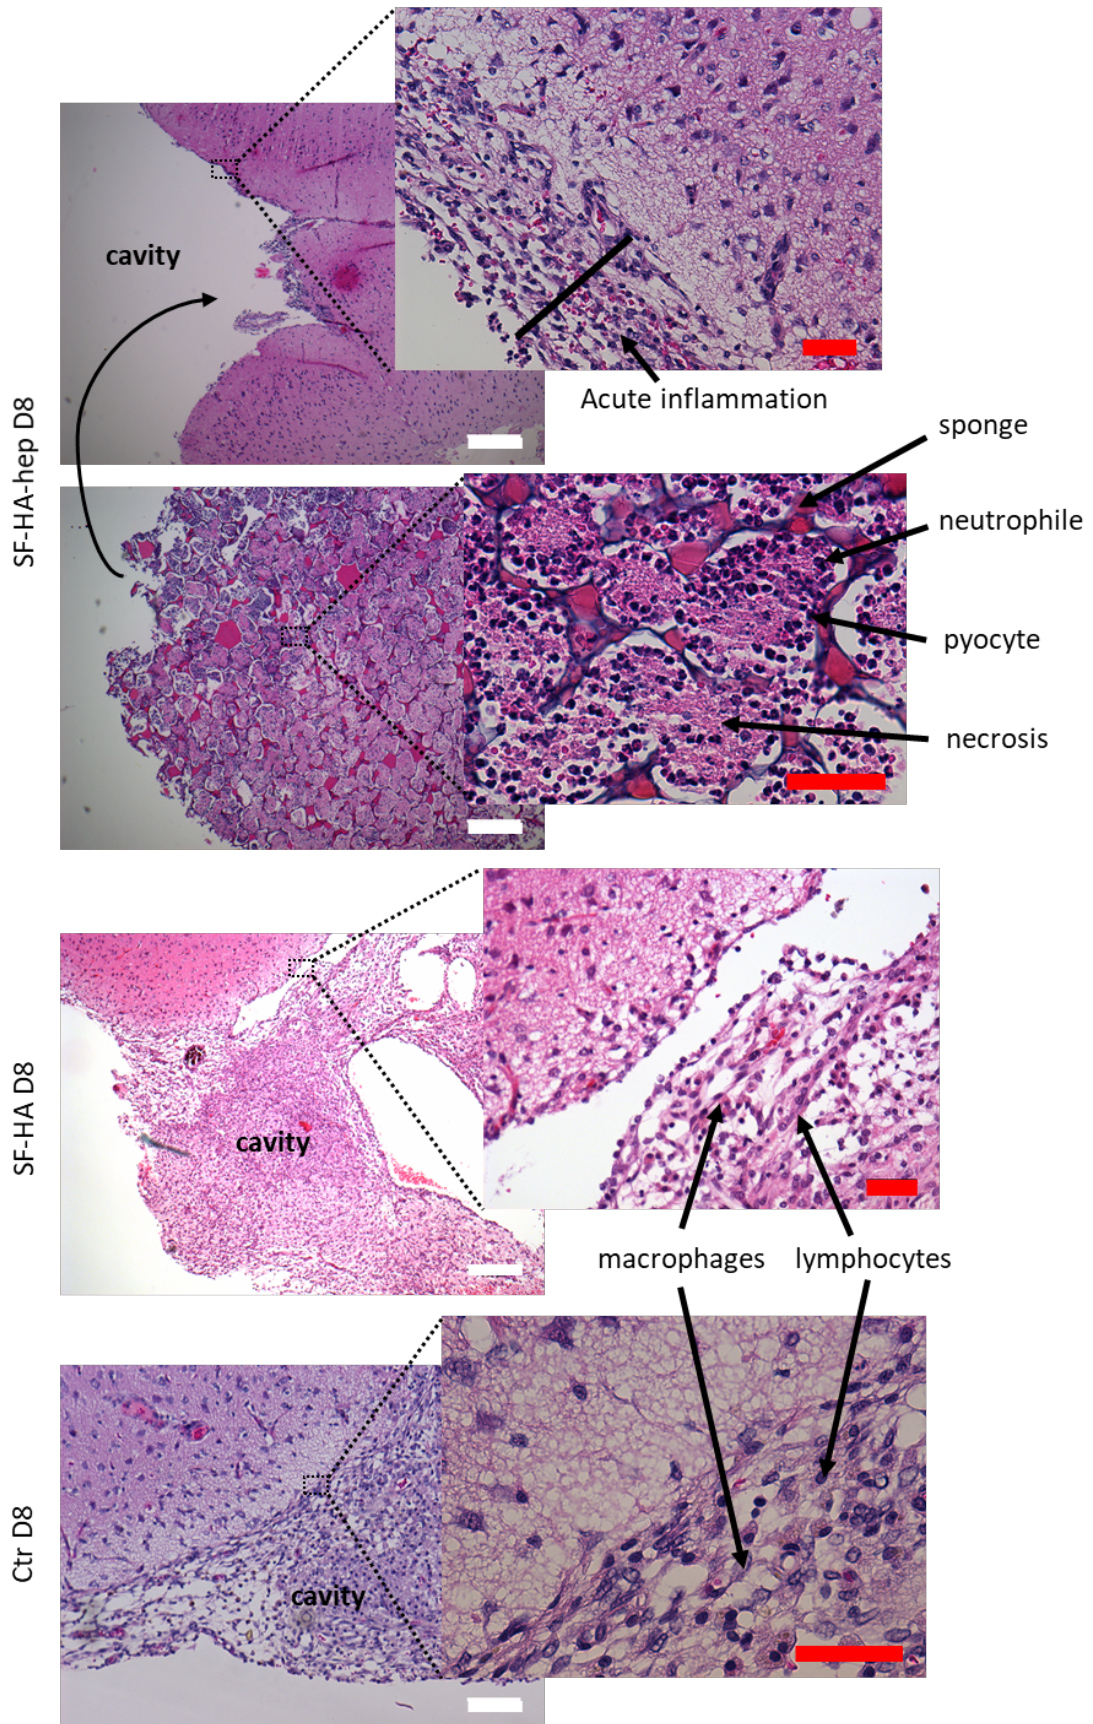 SF-HA-hep D8
cavity
Acute inflammation
sponge
neutrophile
pyocyte
necrosis
SF-HA D8
cavity
macrophages
lymphocytes
Ctr D8
cavity